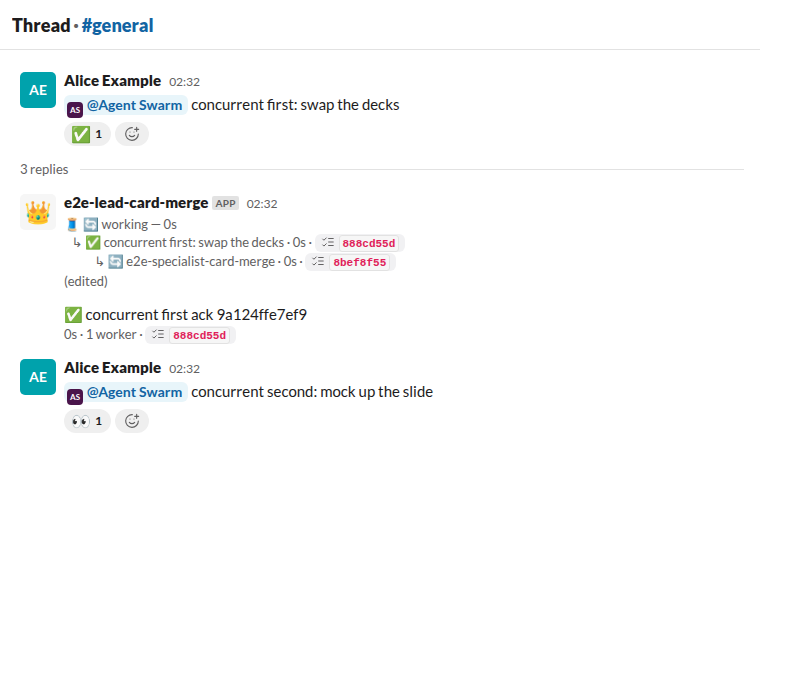 Thread • #general
AE
Alice Example 02:32
AS @Agent Swarm concurrent first: swap the decks
✅ 1
3 replies
e2e-lead-card-merge APP 02:32
🧵 🔄 working — 0s
↳ ✅ concurrent first: swap the decks · 0s · 888cd55d
↳ 🔄 e2e-specialist-card-merge · 0s · 8bef8f55
(edited)
✅ concurrent first ack 9a124ffe7ef9
0s · 1 worker · 888cd55d
AE
Alice Example 02:32
AS @Agent Swarm concurrent second: mock up the slide
👀 1